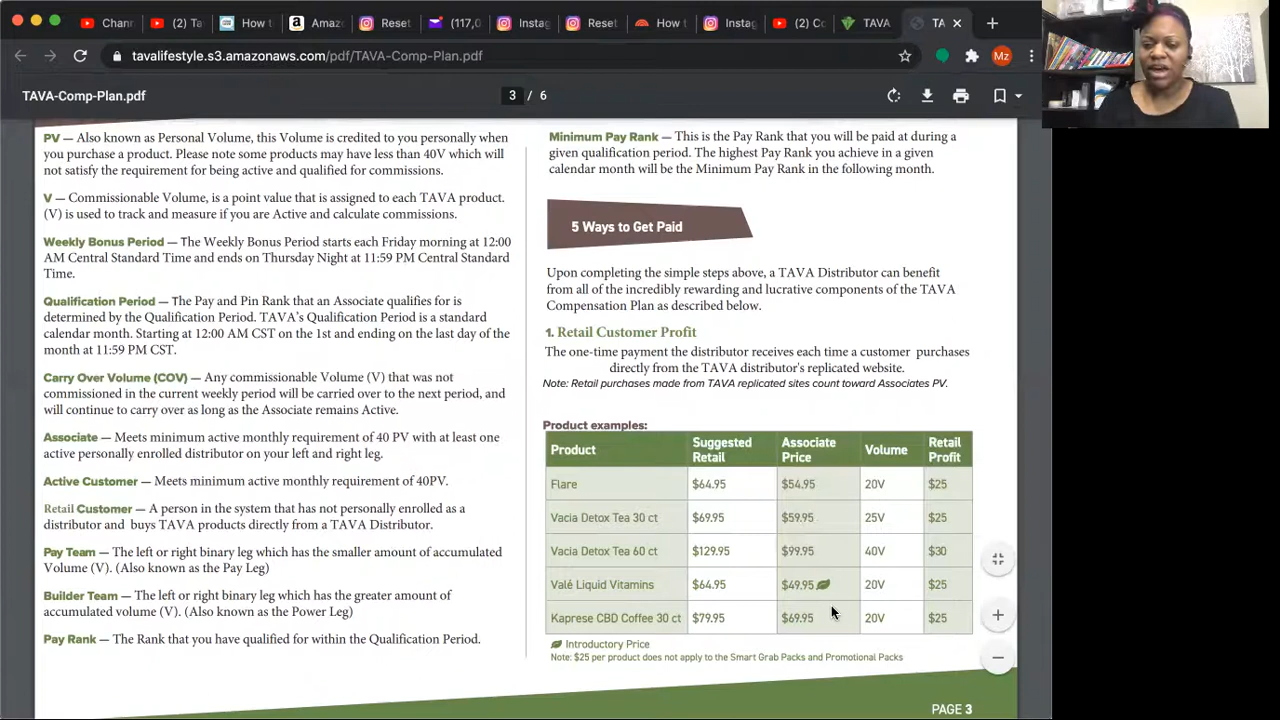 Chann
(2) Ta
How t
Amaz
Reset
(117,0
Instag
Reset
How t
Instag
(2) Co
TAVA
TA
tavalifestyle.s3.amazonaws.com/pdf/TAVA-Comp-Plan.pdf
Mz
TAVA-Comp-Plan.pdf
3 / 6
PV — Also known as Personal Volume, this Volume is credited to you personally when
you purchase a product. Please note some products may have less than 40V which will
not satisfy the requirement for being active and qualified for commissions.
V — Commissionable Volume, is a point value that is assigned to each TAVA product.
(V) is used to track and measure if you are Active and calculate commissions.
Weekly Bonus Period — The Weekly Bonus Period starts each Friday morning at 12:00
AM Central Standard Time and ends on Thursday Night at 11:59 PM Central Standard
Time.
Qualification Period — The Pay and Pin Rank that an Associate qualifies for is
determined by the Qualification Period. TAVA's Qualification Period is a standard
calendar month. Starting at 12:00 AM CST on the 1st and ending on the last day of the
month at 11:59 PM CST.
Carry Over Volume (COV) — Any commissionable Volume (V) that was not
commissioned in the current weekly period will be carried over to the next period, and
will continue to carry over as long as the Associate remains Active.
Associate — Meets minimum active monthly requirement of 40 PV with at least one
active personally enrolled distributor on your left and right leg.
Active Customer — Meets minimum active monthly requirement of 40PV.
Retail Customer — A person in the system that has not personally enrolled as a
distributor and buys TAVA products directly from a TAVA Distributor.
Pay Team — The left or right binary leg which has the smaller amount of accumulated
Volume (V). (Also known as the Pay Leg)
Builder Team — The left or right binary leg which has the greater amount of
accumulated volume (V). (Also known as the Power Leg)
Pay Rank — The Rank that you have qualified for within the Qualification Period.
Minimum Pay Rank — This is the Pay Rank that you will be paid at during a
given qualification period. The highest Pay Rank you achieve in a given
calendar month will be the Minimum Pay Rank in the following month.
5 Ways to Get Paid
Upon completing the simple steps above, a TAVA Distributor can benefit
from all of the incredibly rewarding and lucrative components of the TAVA
Compensation Plan as described below.
1. Retail Customer Profit
The one-time payment the distributor receives each time a customer purchases
directly from the TAVA distributor's replicated website.
Note: Retail purchases made from TAVA replicated sites count toward Associates PV.
Product examples:
Product Suggested Retail Associate Price Volume Retail Profit
Flare $64.95 $54.95 20V $25
Vacia Detox Tea 30 ct $69.95 $59.95 25V $25
Vacia Detox Tea 60 ct $129.95 $99.95 40V $30
Valé Liquid Vitamins $64.95 $49.95 20V $25
Kaprese CBD Coffee 30 ct $79.95 $69.95 20V $25
Introductory Price
Note: $25 per product does not apply to the Smart Grab Packs and Promotional Packs
PAGE 3